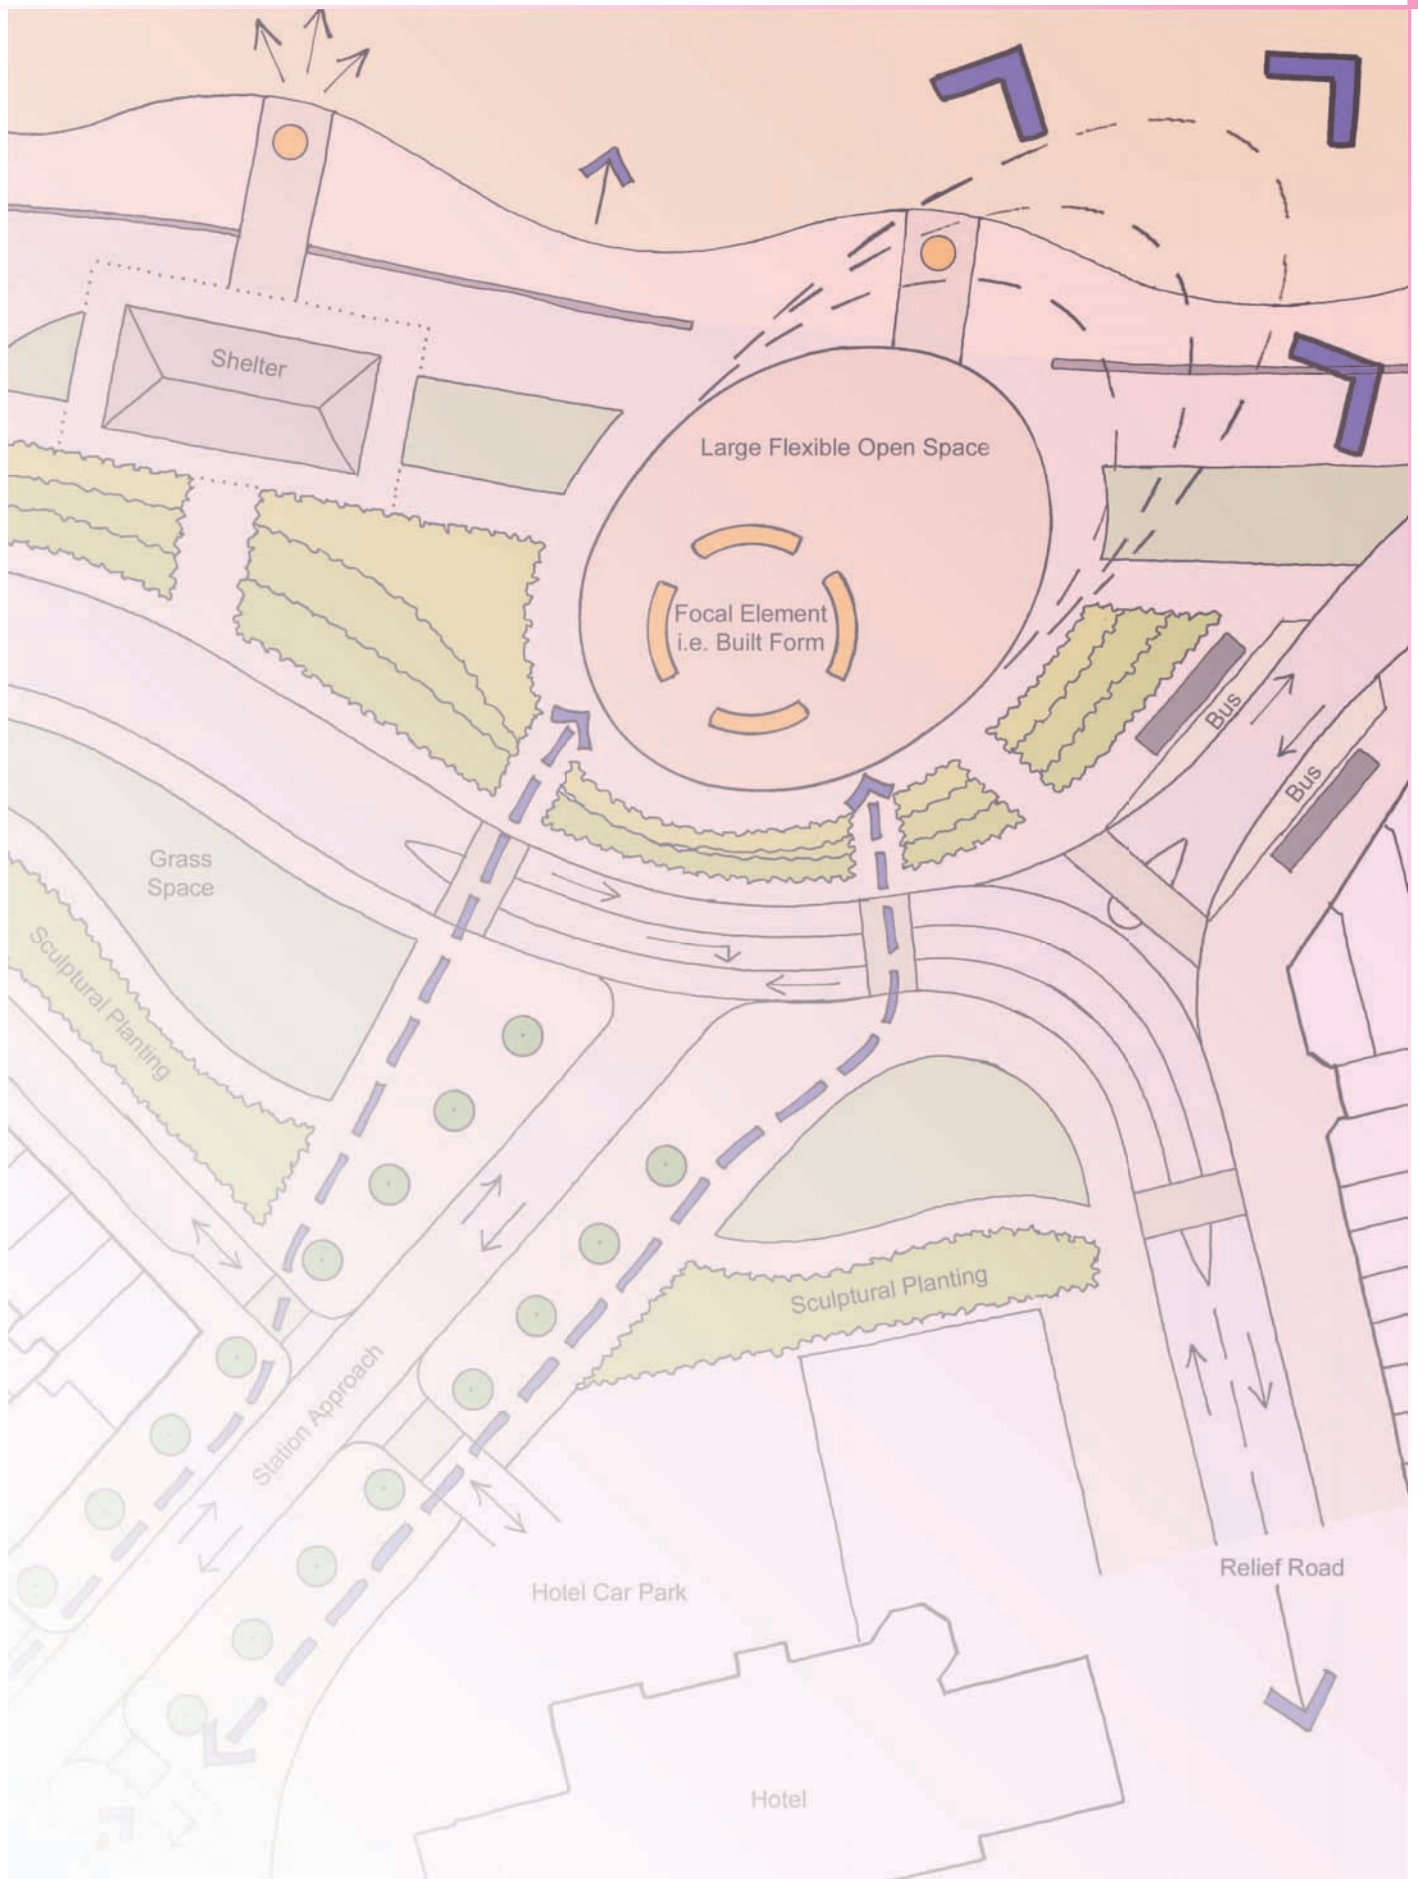 Shelter
Large Flexible Open Space
Focal Element
i.e. Built Form
Bus
Bus
Grass
Space
Sculptural Planting
Sculptural Planting
Station Approach
Relief Road
Hotel Car Park
Hotel